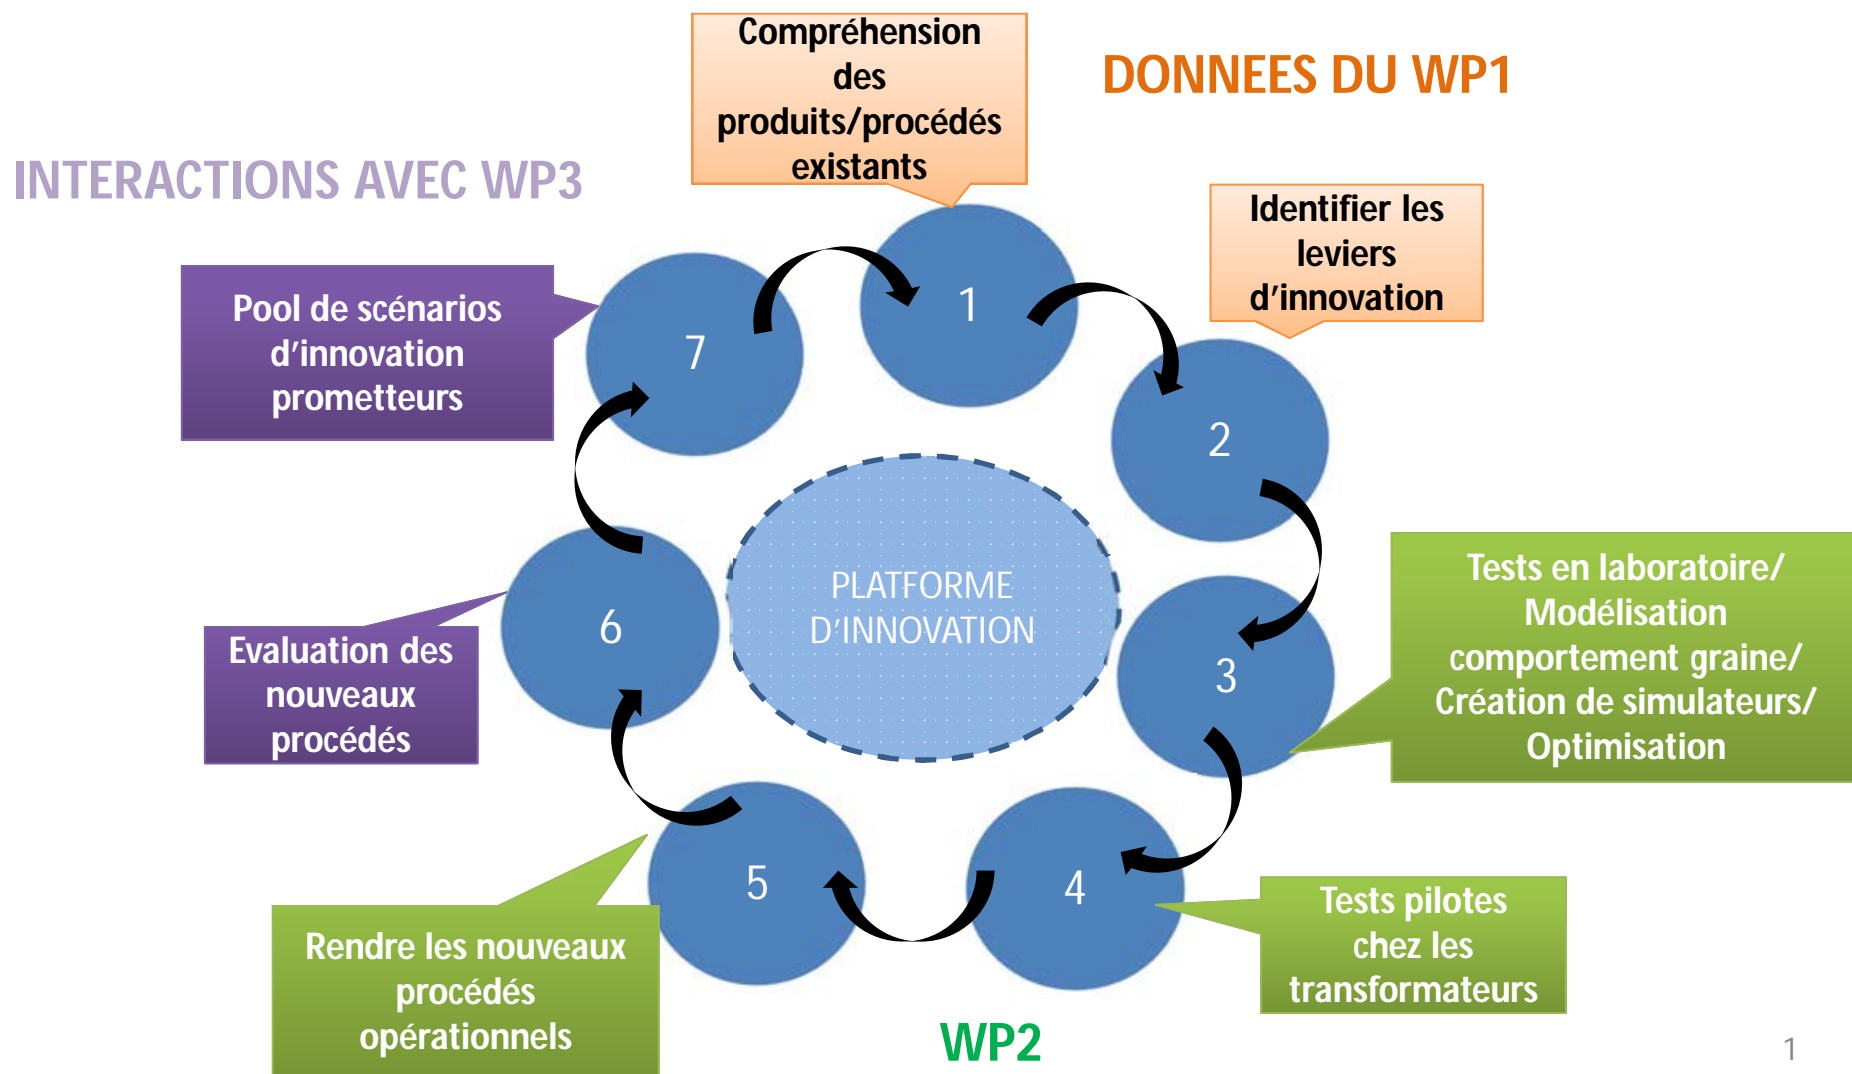 Compréhension
des
produits/procédés
existants
DONNEES DU WP1
INTERACTIONS AVEC WP3
Identifier les
leviers
d'innovation
Pool de scénarios
d'innovation
prometteurs
1
7
2
PLATFORME
D'INNOVATION
Tests en laboratoire/
Modélisation
comportement graine/
Création de simulateurs/
Optimisation
6
Evaluation des
nouveaux
procédés
3
5
4
Tests pilotes
chez les
transformateurs
Rendre les nouveaux
procédés
opérationnels
WP2
1